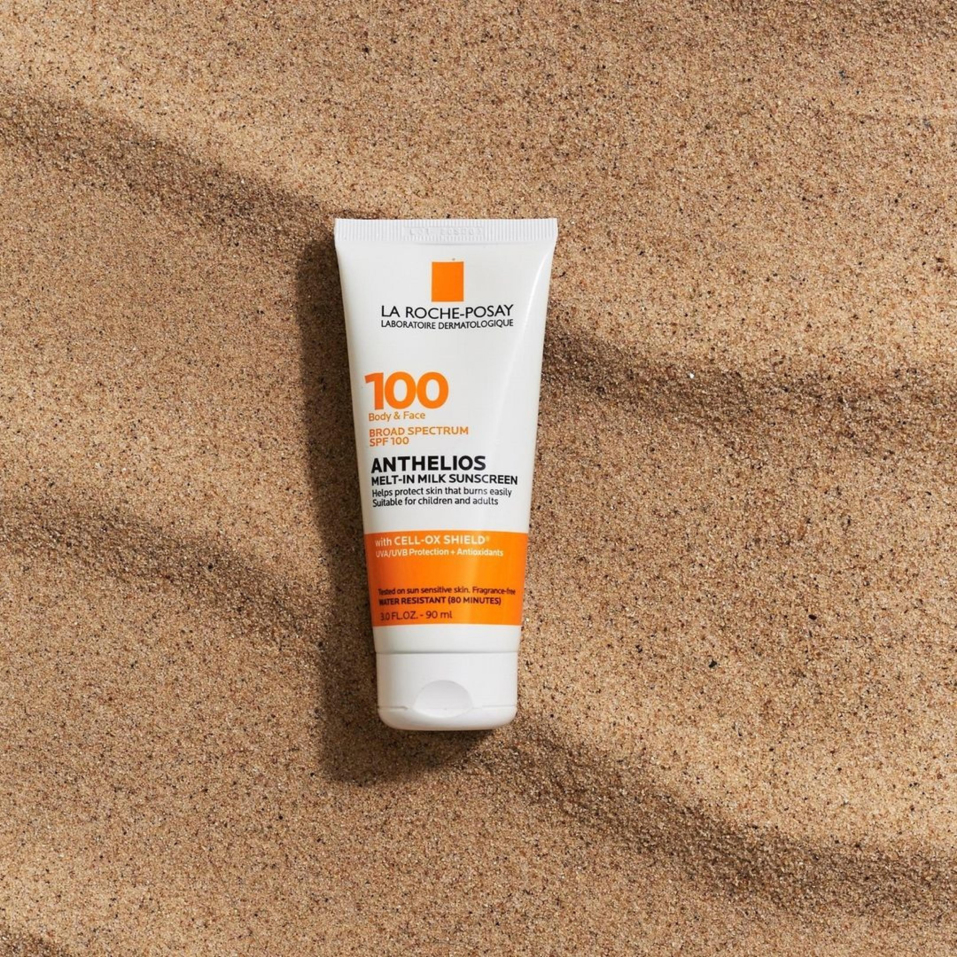 LA ROCHE-POSAY
LABORATOIRE DERMATOLOGIQUE
100
Body & Face
BROAD SPECTRUM
SPF 100
ANTHELIOS
MELT-IN MILK SUNSCREEN
Helps protect skin that burns easily
Suitable for children and adults
with CELL-OX SHIELD®
UVA/UVB Protection + Antioxidants
Tested on sun sensitive skin. Fragrance-free
WATER RESISTANT (80 MINUTES)
3.0 FL.OZ. - 90 ml